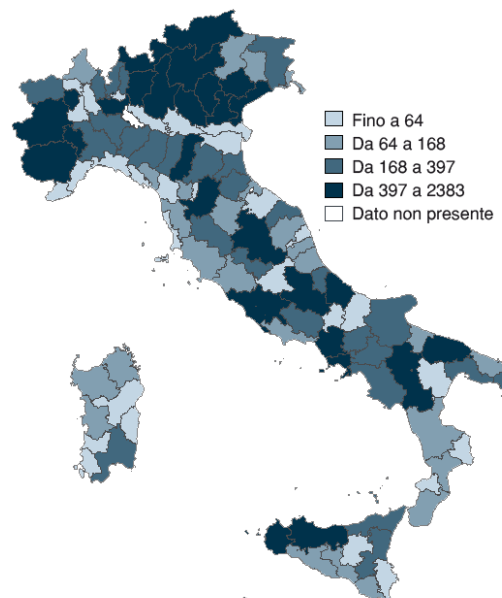 Fino a 64
Da 64 a 168
Da 168 a 397
Da 397 a 2383
Dato non presente